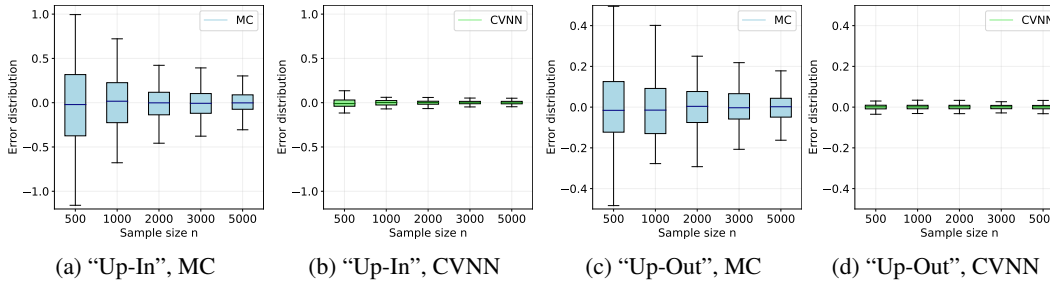 1.0
0.5
0.0
−0.5
−1.0
Error distribution
MC
500 1000 2000 3000 5000
Sample size n
(a) “Up-In”, MC
1.0
0.5
0.0
−0.5
−1.0
Error distribution
CVNN
500 1000 2000 3000 5000
Sample size n
(b) “Up-In”, CVNN
0.4
0.2
0.0
−0.2
−0.4
Error distribution
MC
500 1000 2000 3000 5000
Sample size n
(c) “Up-Out”, MC
0.4
0.2
0.0
−0.2
−0.4
Error distribution
CVNN
500 1000 2000 3000 5000
Sample size n
(d) “Up-Out”, CVNN